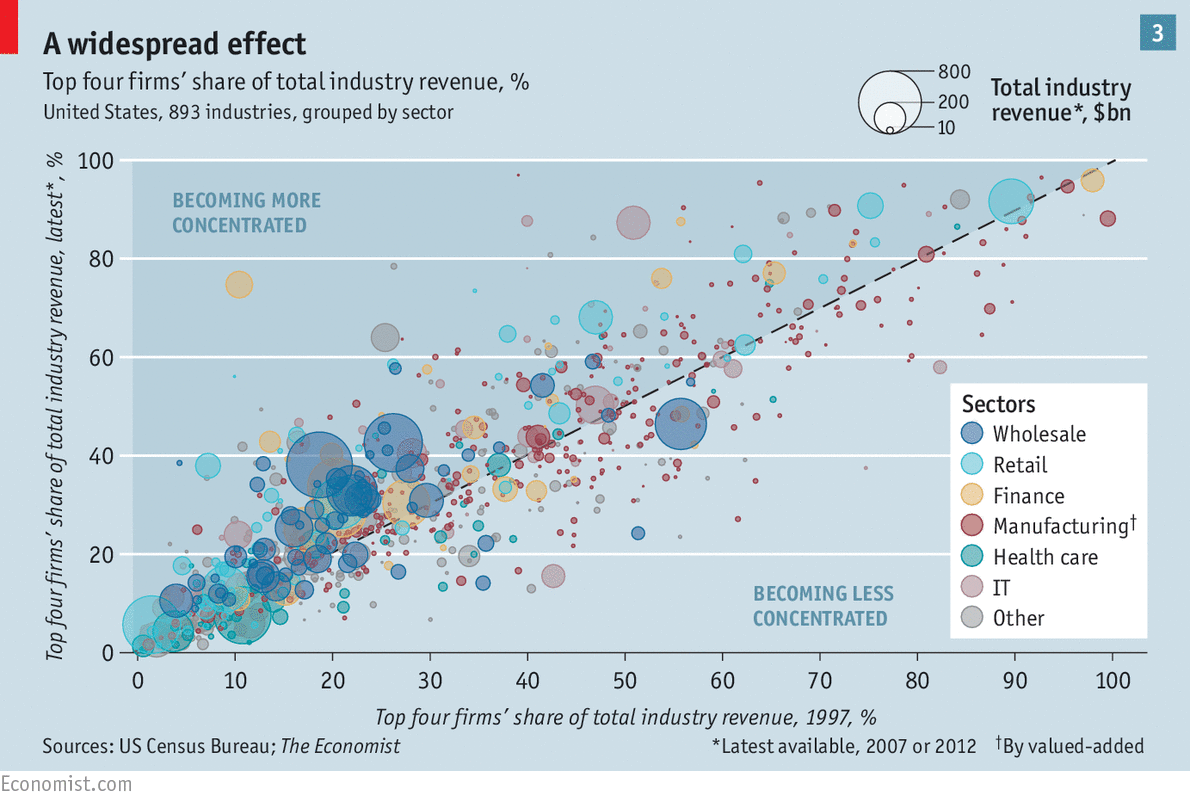 A widespread effect
3
Top four firms' share of total industry revenue, %
United States, 893 industries, grouped by sector
800
200
10
Total industry
revenue*, $bn
Top four firms' share of total industry revenue, latest*, %
100
80
60
40
20
0
BECOMING MORE
CONCENTRATED
BECOMING LESS
CONCENTRATED
Sectors
Wholesale
Retail
Finance
Manufacturing†
Health care
IT
Other
0 10 20 30 40 50 60 70 80 90 100
Top four firms' share of total industry revenue, 1997, %
Sources: US Census Bureau; The Economist
*Latest available, 2007 or 2012 †By valued-added
Economist.com